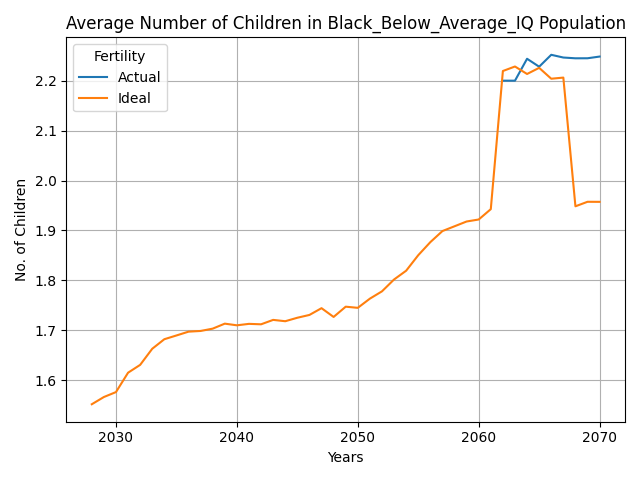 Average Number of Children in Black_Below_Average_IQ Population
Fertility
Actual
Ideal
2.2
2.1
2.0
1.9
1.8
1.7
1.6
No. of Children
2030 2040 2050 2060 2070
Years